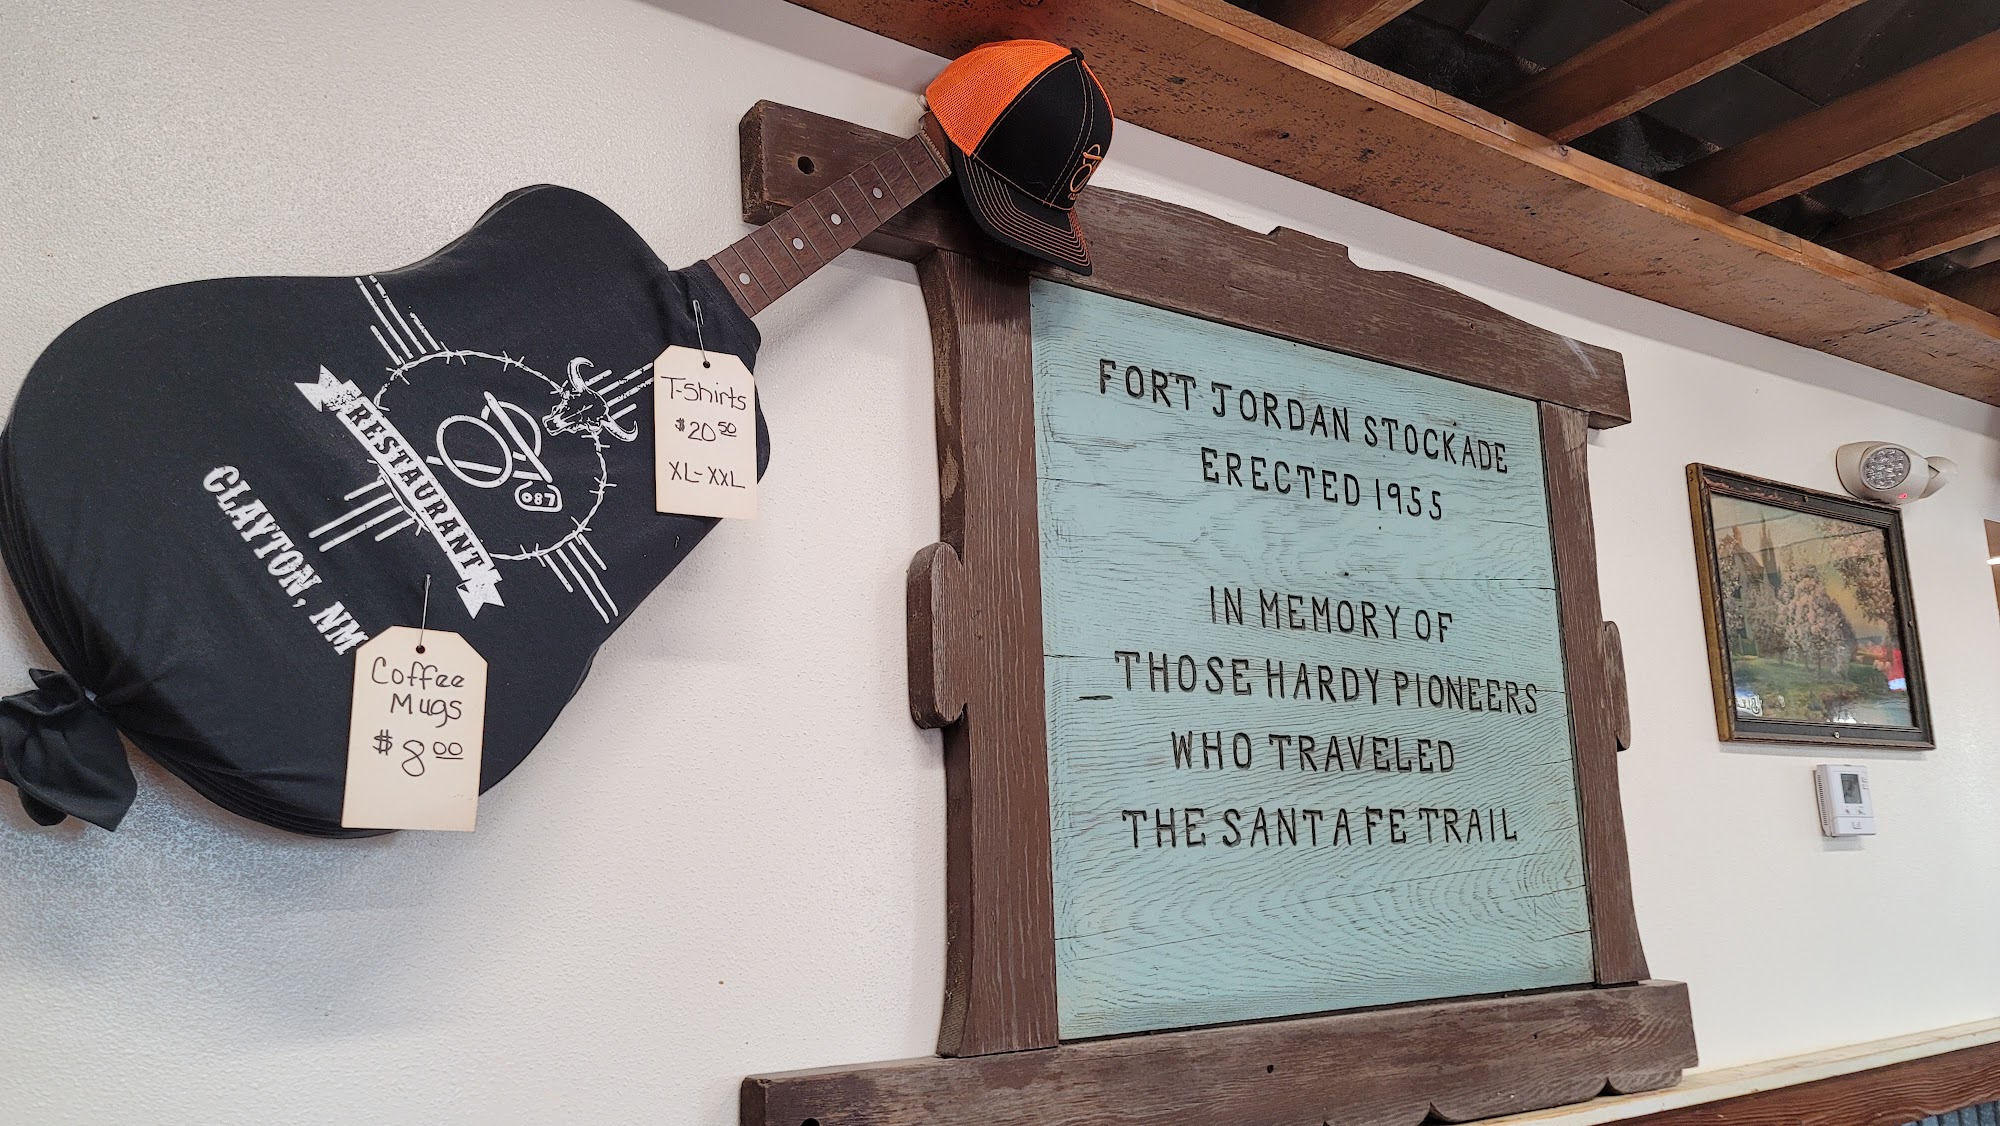 RESTAURANT
087
CLAYTON, NM
T-Shirts
$20 50
XL-XXL
Coffee
Mugs
$8 00
FORT JORDAN STOCKADE
ERECTED 1955
IN MEMORY OF
THOSE HARDY PIONEERS
WHO TRAVELED
THE SANTA FE TRAIL